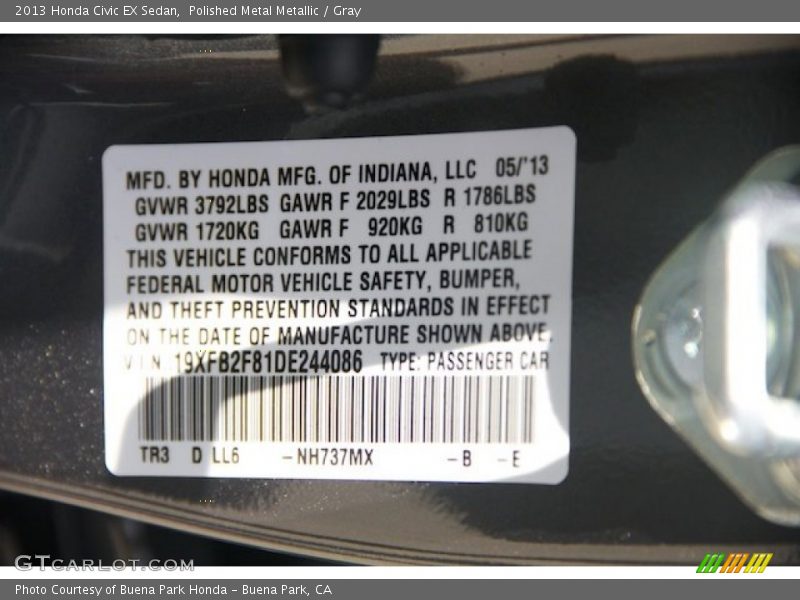 2013 Honda Civic EX Sedan,  Polished Metal Metallic / Gray
MFD. BY HONDA MFG. OF INDIANA, LLC 05/'13
GVWR 3792LBS GAWR F 2029LBS R 1786LBS
GVWR 1720KG GAWR F 920KG R 810KG
THIS VEHICLE CONFORMS TO ALL APPLICABLE
FEDERAL MOTOR VEHICLE SAFETY, BUMPER,
AND THEFT PREVENTION STANDARDS IN EFFECT
ON THE DATE OF MANUFACTURE SHOWN ABOVE.
V I N 19XFB2F81DE244086 TYPE: PASSENGER CAR
TR3 D LL6 -NH737MX -B -E
GTCARLOT.COM
Photo Courtesy of Buena Park Honda - Buena Park, CA